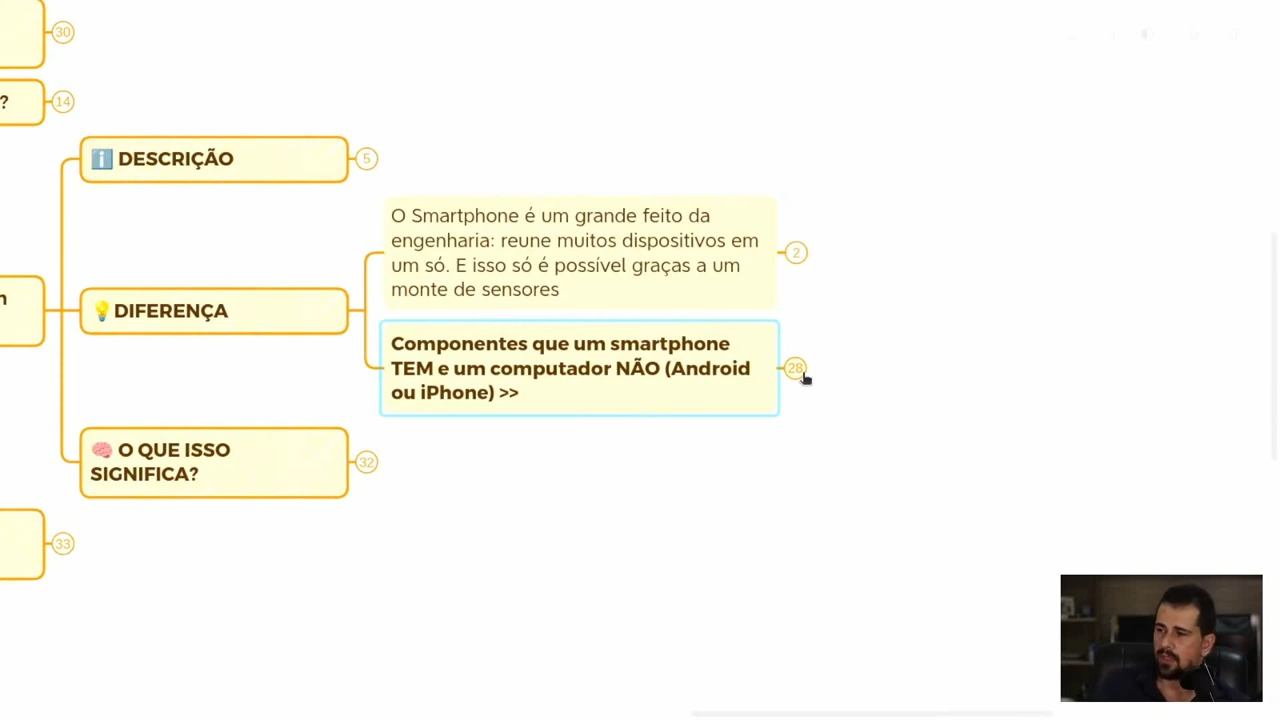 30
?
14
ℹ️ DESCRIÇÃO
5
O Smartphone é um grande feito da
engenharia: reune muitos dispositivos em
um só. E isso só é possível graças a um
monte de sensores
2
n
💡DIFERENÇA
Componentes que um smartphone
TEM e um computador NÃO (Android
ou iPhone) >>
28
🧠 O QUE ISSO
SIGNIFICA?
32
33